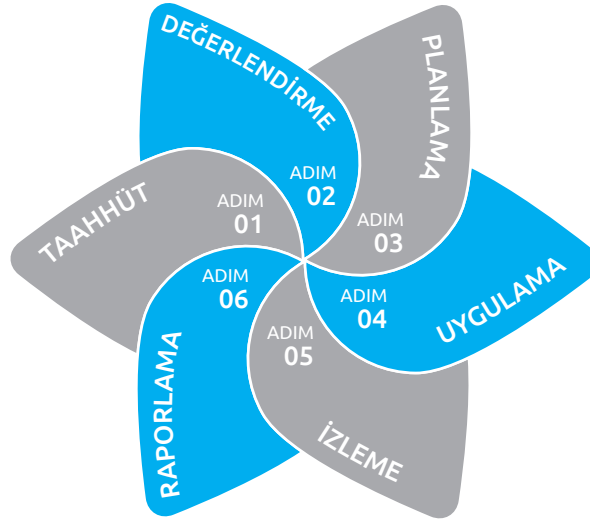 TAAHHÜT
ADIM
01
DEĞERLENDİRME
ADIM
02
PLANLAMA
ADIM
03
UYGULAMA
ADIM
04
İZLEME
ADIM
05
RAPORLAMA
ADIM
06